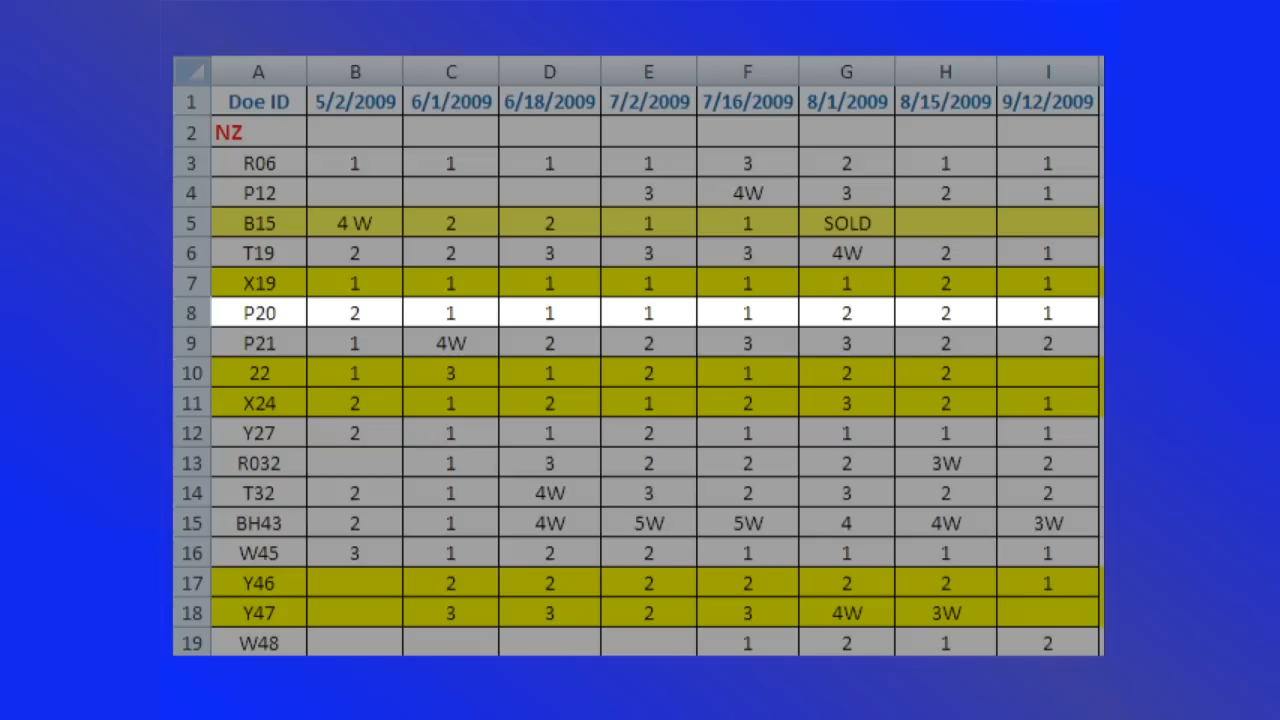 A B C D E F G H I
1 Doe ID 5/2/2009 6/1/2009 6/18/2009 7/2/2009 7/16/2009 8/1/2009 8/15/2009 9/12/2009
2 NZ
3 R06 1 1 1 1 3 2 1 1
4 P12 3 4W 3 2 1
5 B15 4 W 2 2 1 1 SOLD
6 T19 2 2 3 3 3 4W 2 1
7 X19 1 1 1 1 1 1 2 1
8 P20 2 1 1 1 1 2 2 1
9 P21 1 4W 2 2 3 3 2 2
10 22 1 3 1 2 1 2 2
11 X24 2 1 2 1 2 3 2 1
12 Y27 2 1 1 2 1 1 1 1
13 R032 1 3 2 2 2 3W 2
14 T32 2 1 4W 3 2 3 2 2
15 BH43 2 1 4W 5W 5W 4 4W 3W
16 W45 3 1 2 2 1 1 1 1
17 Y46 2 2 2 2 2 2 1
18 Y47 3 3 2 3 4W 3W
19 W48 1 2 1 2